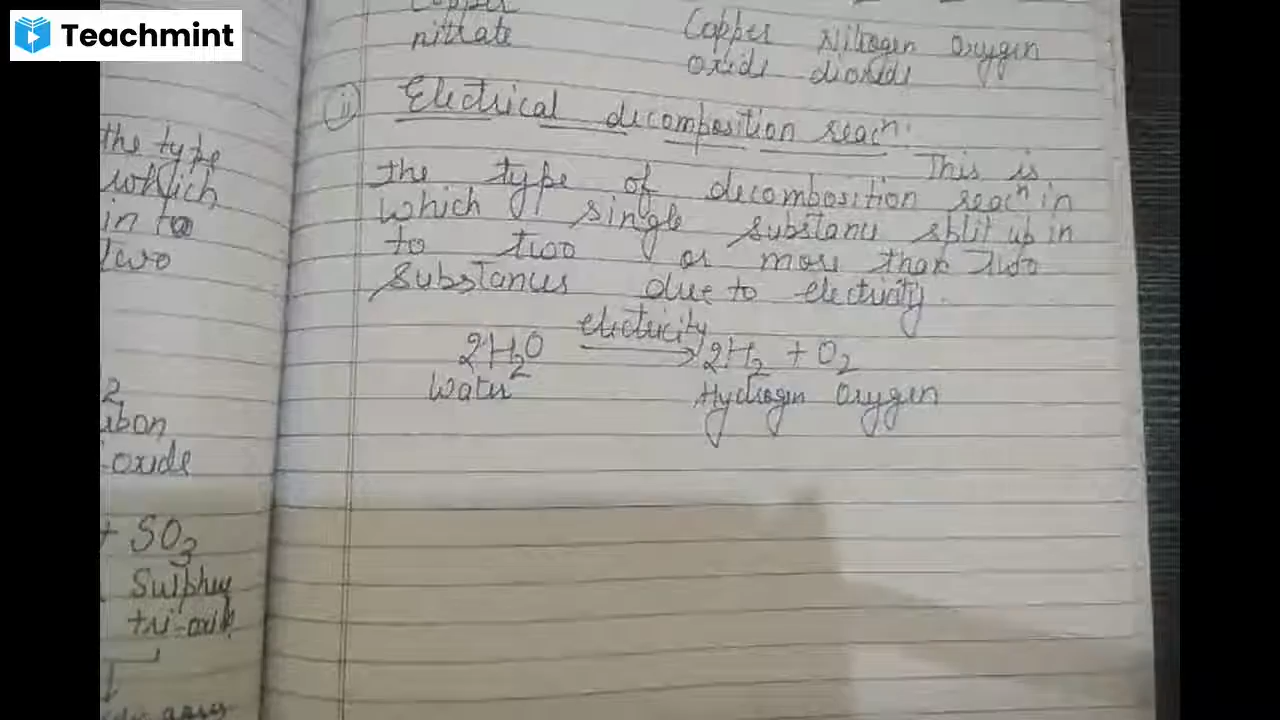 Teachmint
Copper
nitrate
Copper Nitrogen Oxygen
oxide dioxide
ii) Electrical decomposition reacn.
This is
the type of decomposition reacn in
which single substance split up in
to two or more than two
substances due to electricity.
electricity
2H2O → 2H2 + O2
Water Hydrogen Oxygen
the type
which
in to
two
2
oxide
+ SO3
Sulphur
tri-oxide